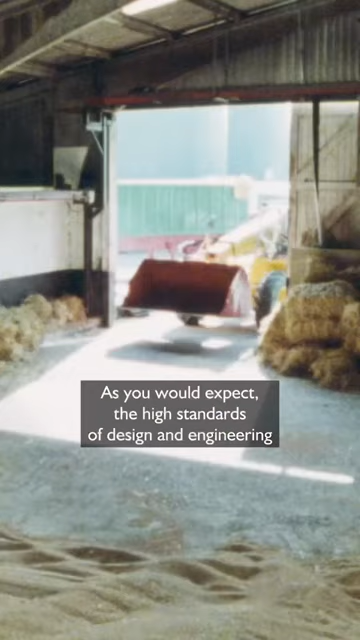 As you would expect,
the high standards
of design and engineering